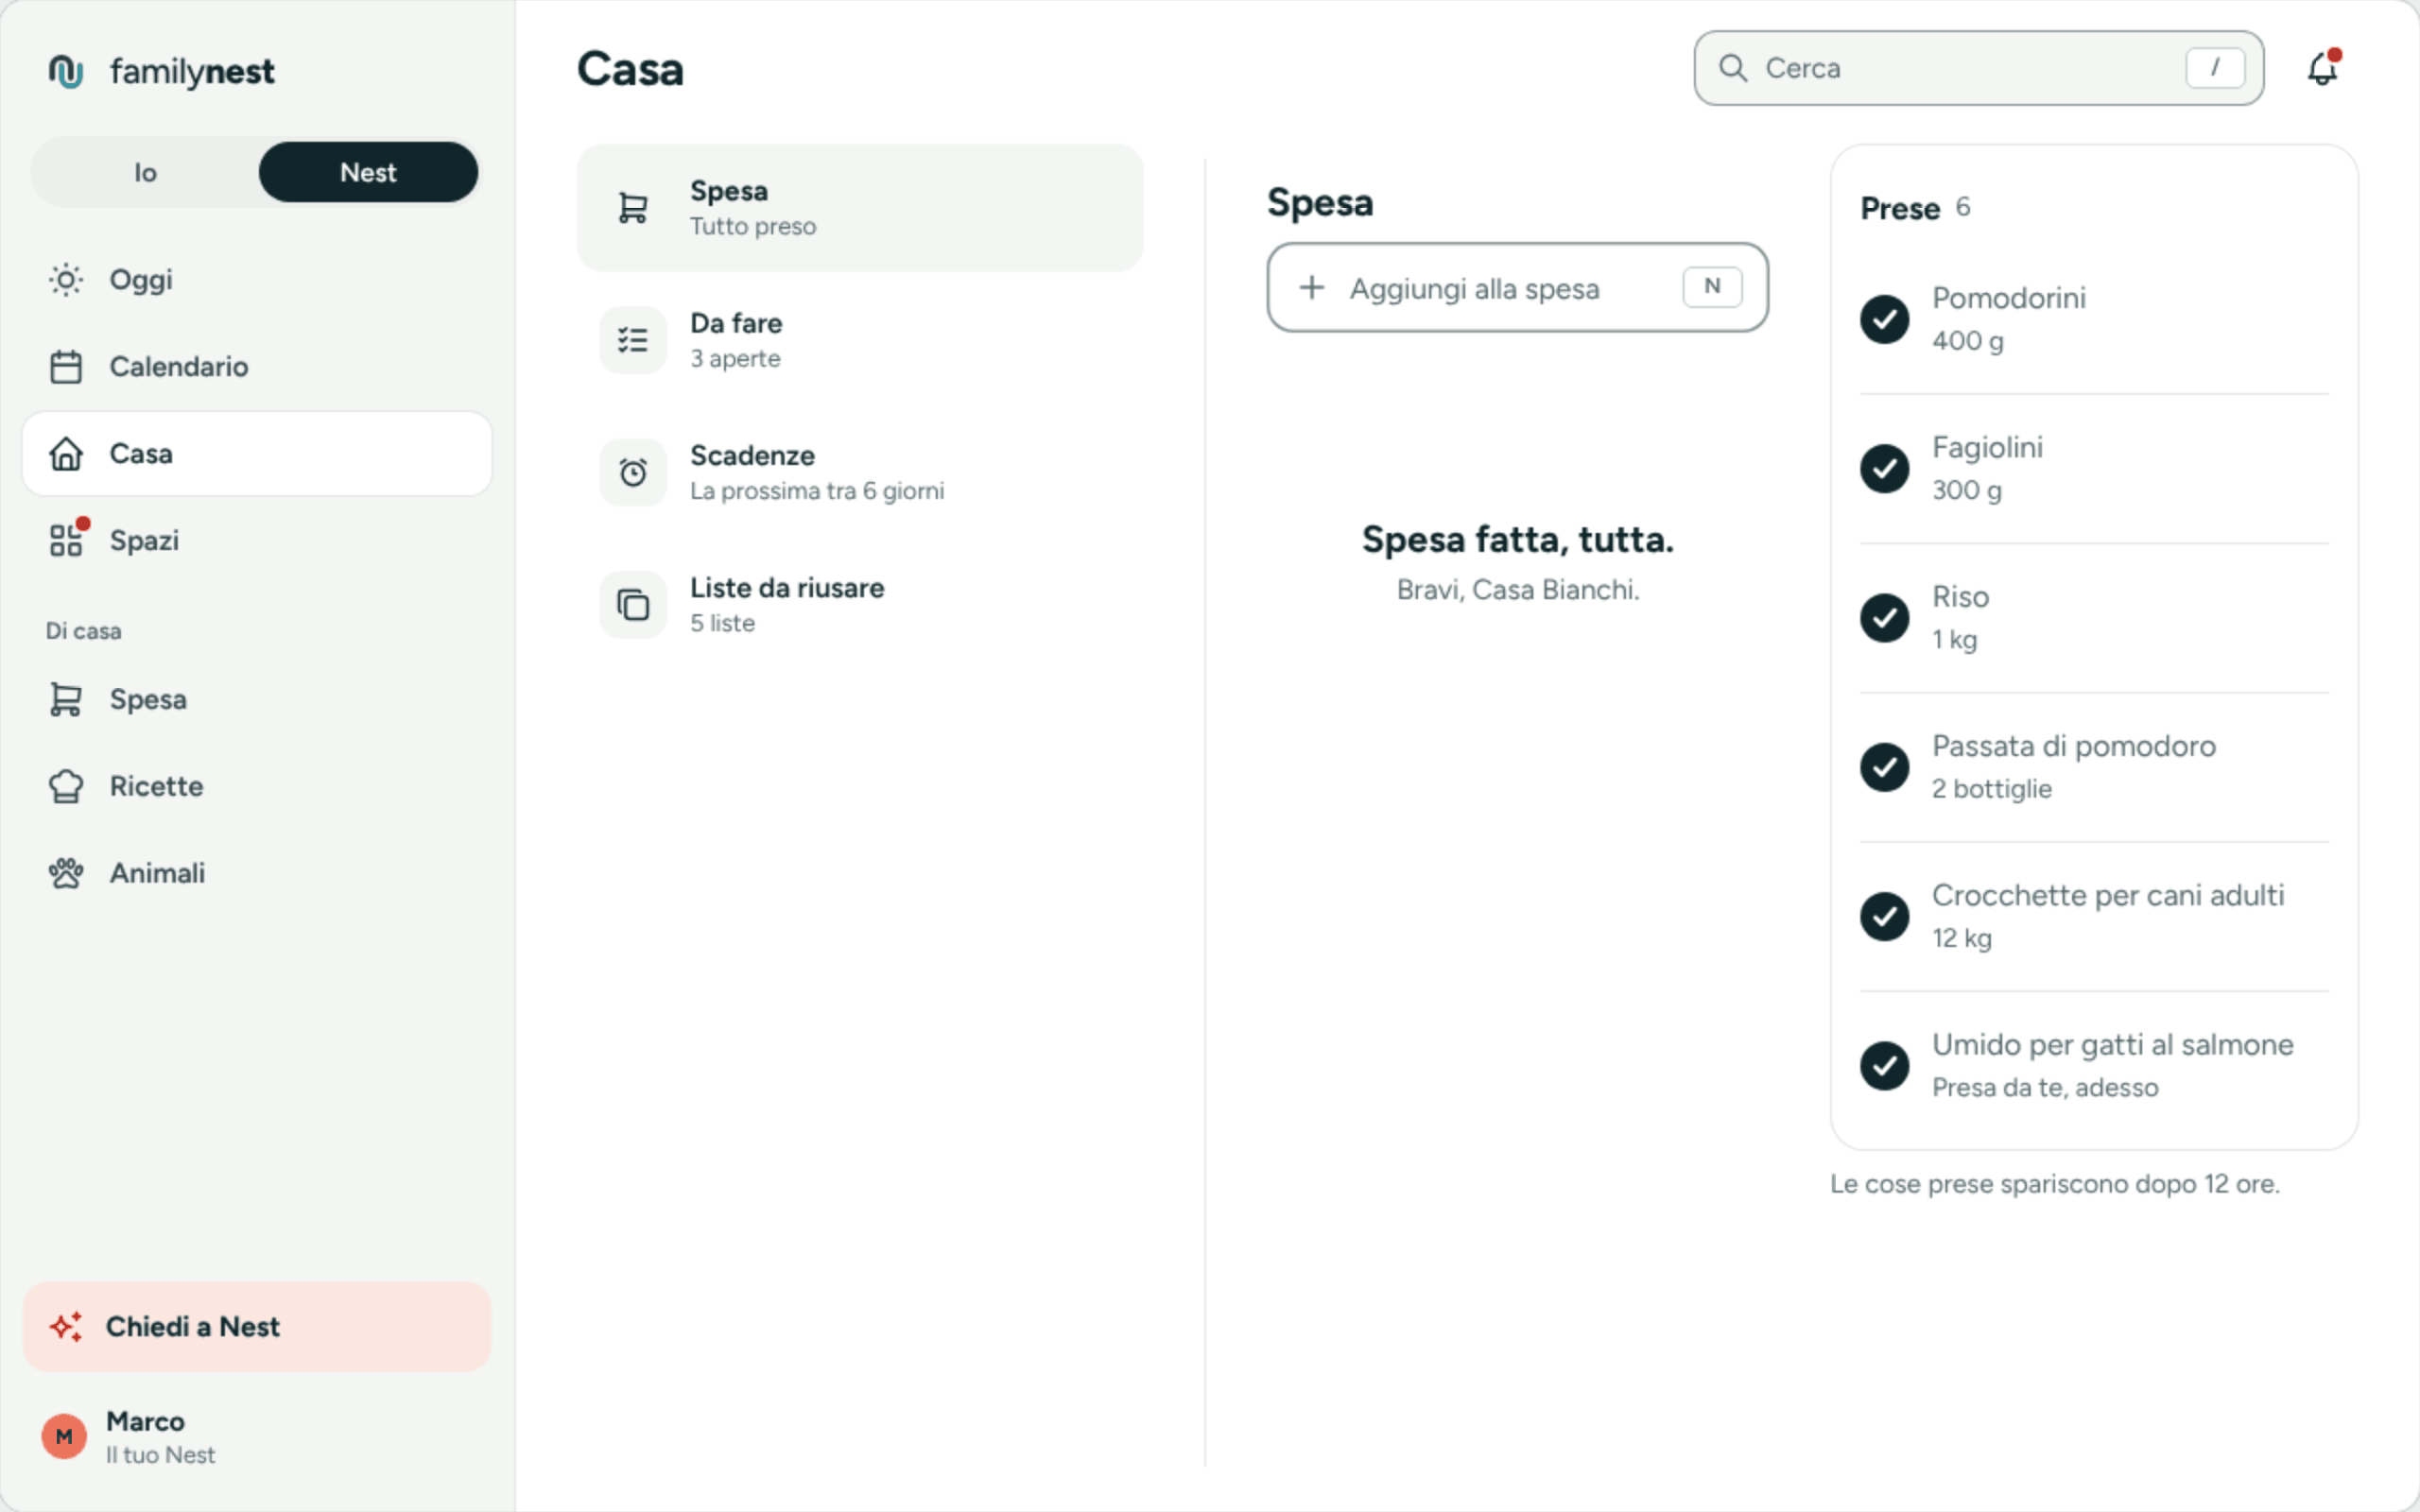 familynest
Io
Nest
Oggi
Calendario
Casa
Spazi
Di casa
Spesa
Ricette
Animali
Chiedi a Nest
M
Marco
Il tuo Nest
Casa
Cerca
/
Spesa
Tutto preso
Da fare
3 aperte
Scadenze
La prossima tra 6 giorni
Liste da riusare
5 liste
Spesa
Aggiungi alla spesa
N
Spesa fatta, tutta.
Bravi, Casa Bianchi.
Prese 6
Pomodorini
400 g
Fagiolini
300 g
Riso
1 kg
Passata di pomodoro
2 bottiglie
Crocchette per cani adulti
12 kg
Umido per gatti al salmone
Presa da te, adesso
Le cose prese spariscono dopo 12 ore.